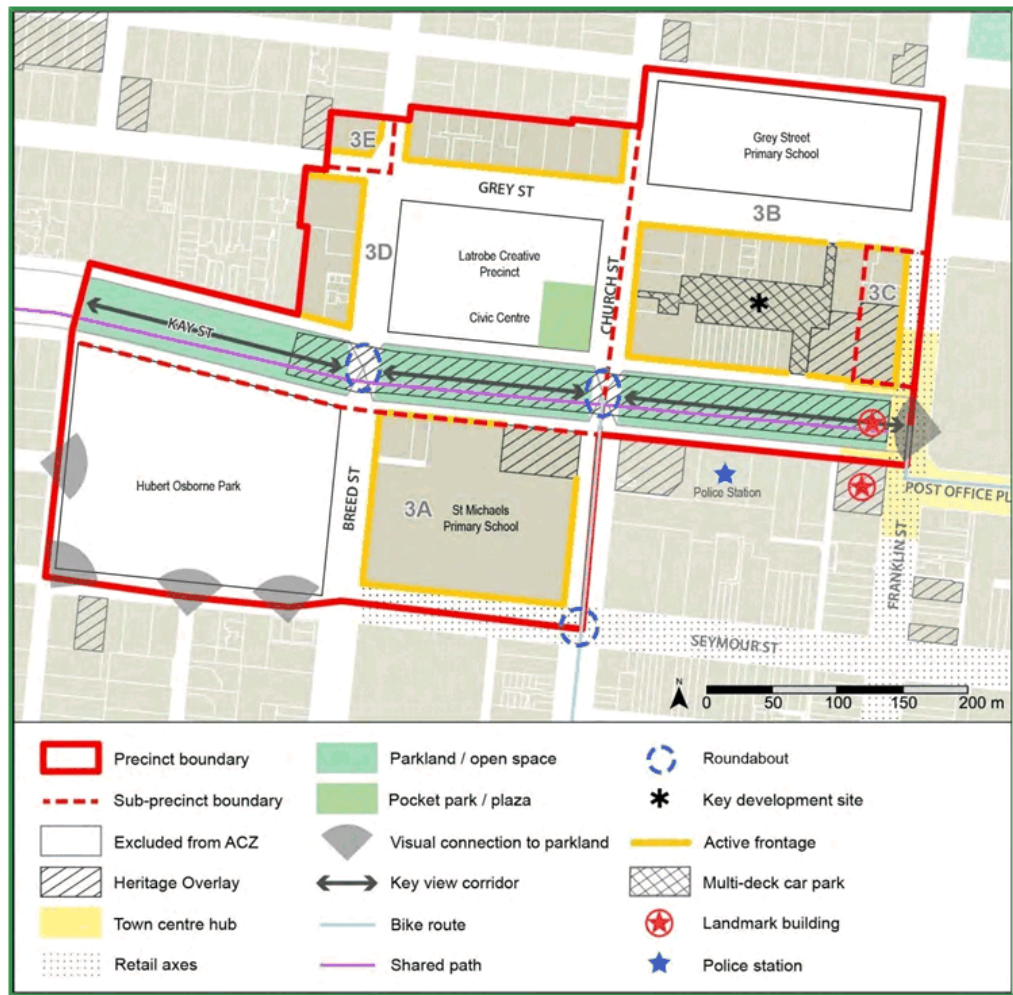 Grey Street
Primary School
3E
GREY ST
3B
3D
Latrobe Creative
Precinct
CHURCH ST
3C
Civic Centre
KAY ST
Hubert Osborne Park
BREED ST
3A
St Michaels
Primary School
Police Station
POST OFFICE PL
FRANKLIN ST
SEYMOUR ST
N
0 50 100 150 200 m
Precinct boundary
Parkland / open space
Roundabout
Sub-precinct boundary
Pocket park / plaza
Key development site
Excluded from ACZ
Visual connection to parkland
Active frontage
Heritage Overlay
Key view corridor
Multi-deck car park
Town centre hub
Bike route
Landmark building
Retail axes
Shared path
Police station